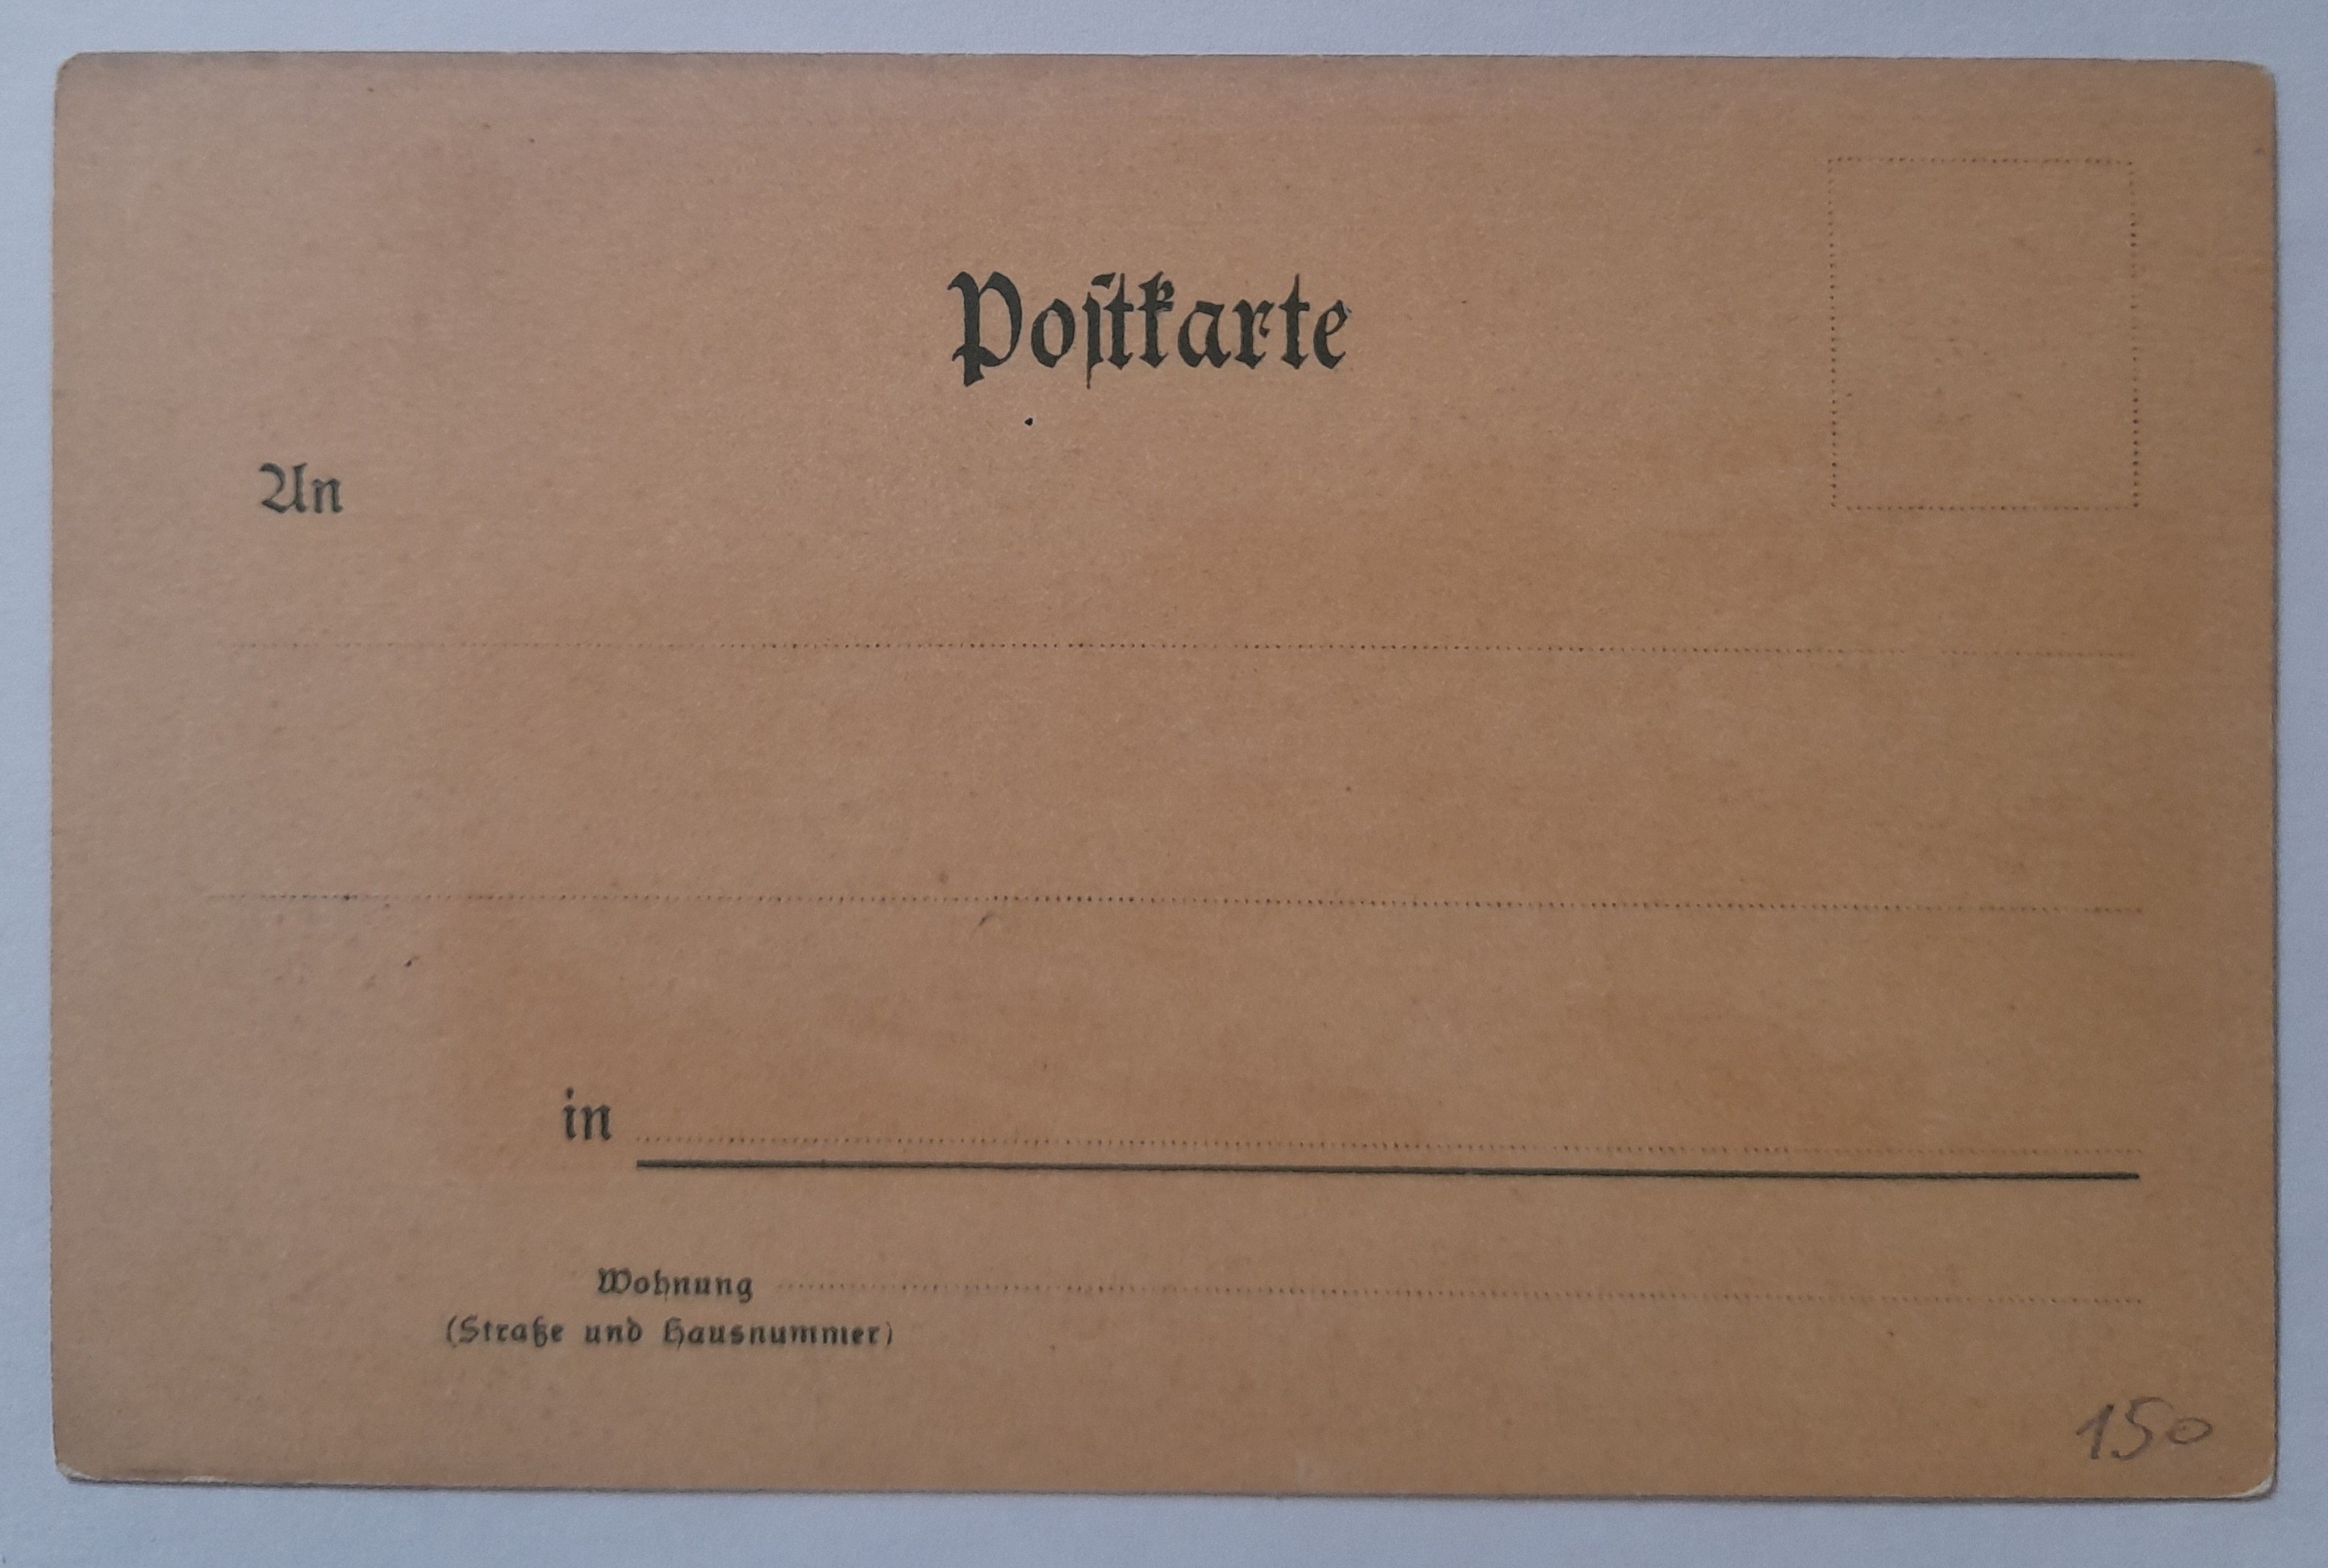 Postkarte
An
in
Wohnung
(Straße und Hausnummer)
150